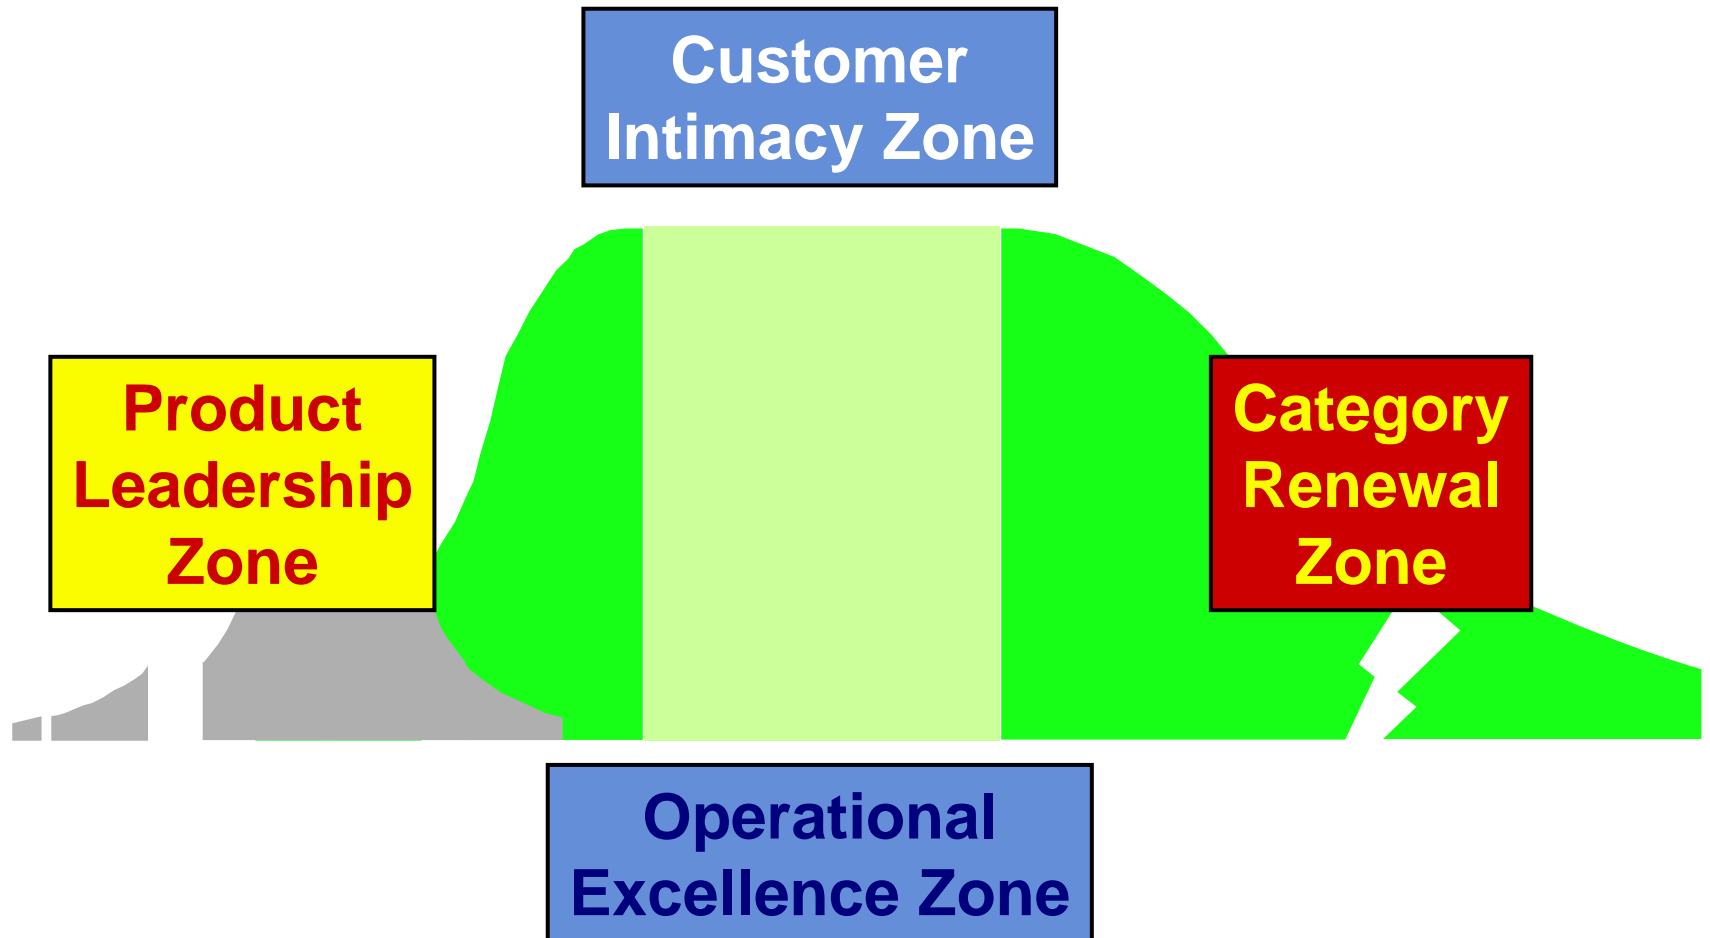 Customer
Intimacy Zone
Product
Leadership
Zone
Category
Renewal
Zone
Operational
Excellence Zone